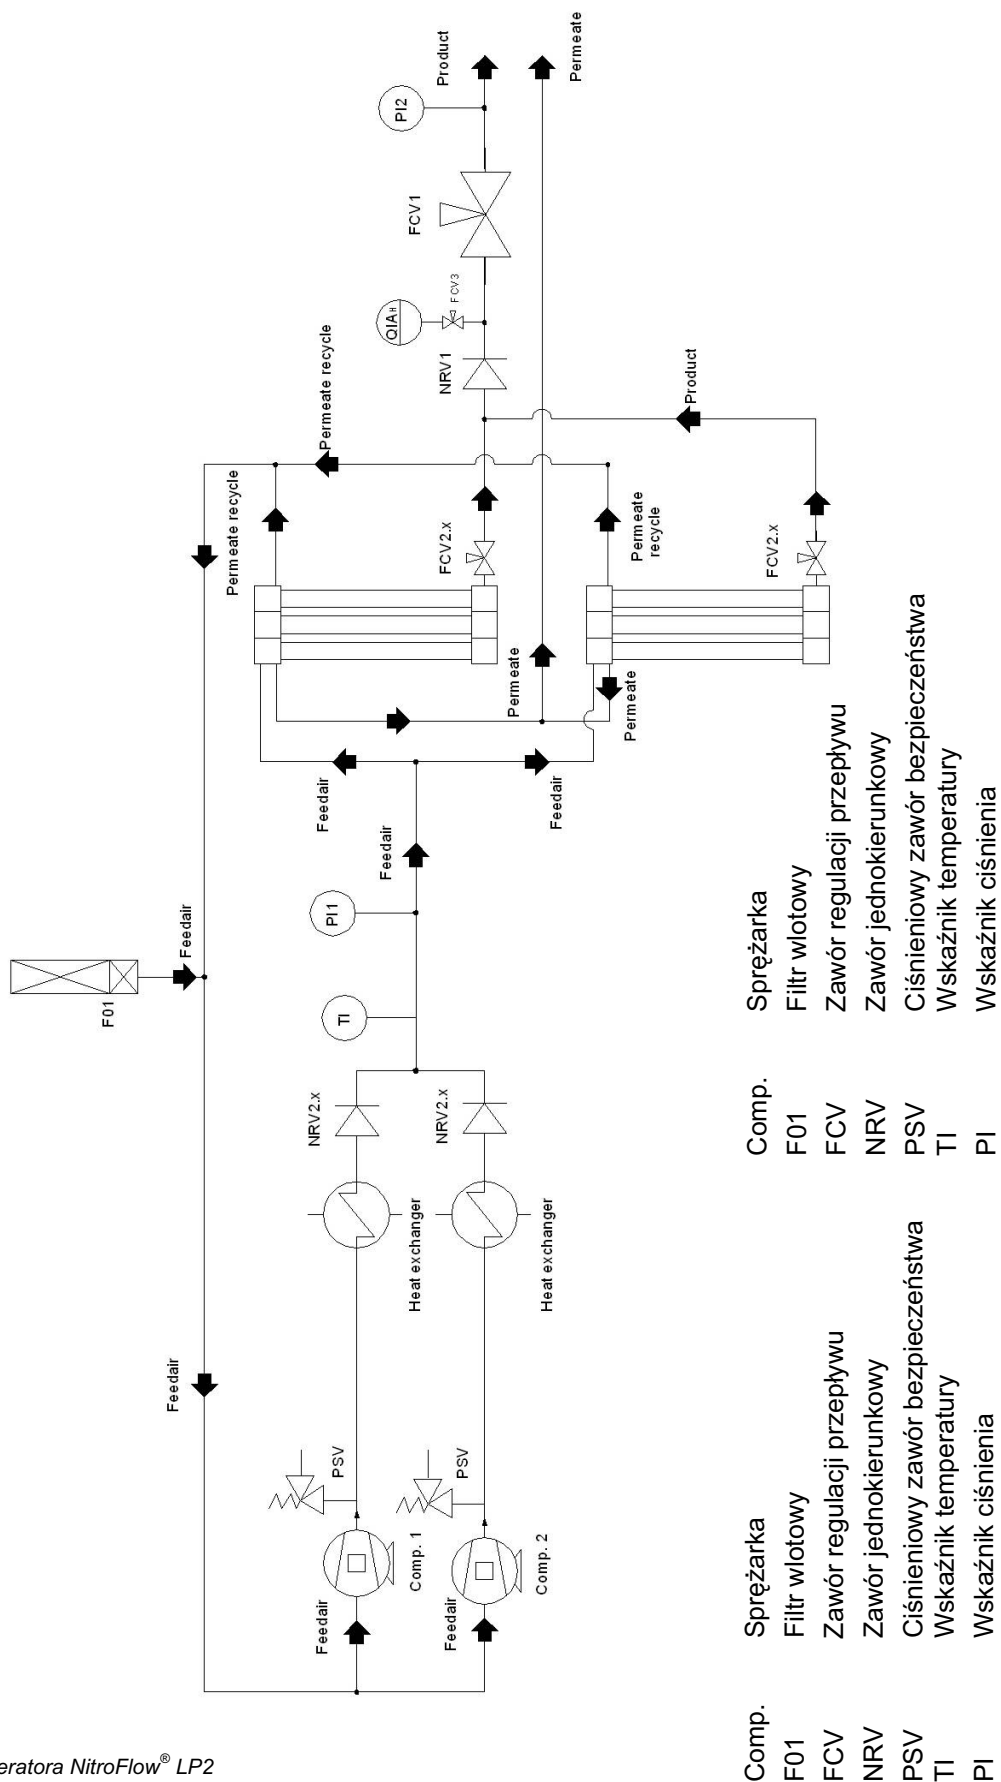 F01
Feedair
Feedair
Permeate recycle
Permeate recycle
Feedair
Comp. 1
PSV
Heat exchanger
NRV2.x
TI
PI1
Feedair
Feedair
Feedair
Comp. 2
PSV
Heat exchanger
NRV2.x
Feedair
Permeate
Permeate
FCV2.x
Permeate
recycle
FCV2.x
Product
NRV1
QIAH
FCV3
FCV1
PI2
Product
Permeate
Comp. Sprężarka
F01 Filtr wlotowy
FCV Zawór regulacji przepływu
NRV Zawór jednokierunkowy
PSV Ciśnieniowy zawór bezpieczeństwa
TI Wskaźnik temperatury
PI Wskaźnik ciśnienia
Comp. Sprężarka
F01 Filtr wlotowy
FCV Zawór regulacji przepływu
NRV Zawór jednokierunkowy
PSV Ciśnieniowy zawór bezpieczeństwa
TI Wskaźnik temperatury
PI Wskaźnik ciśnienia
eratora NitroFlow® LP2